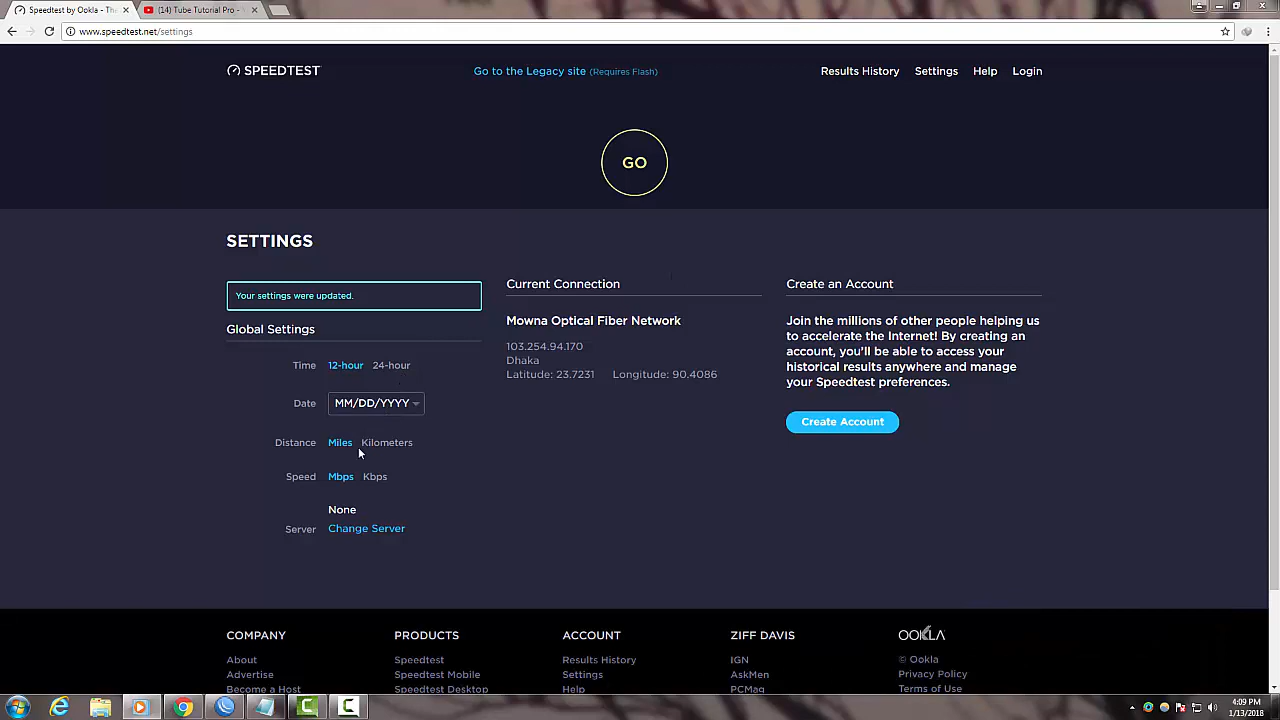 Speedtest by Ookla - The
(14) Tube Tutorial Pro -
www.speedtest.net/settings
SPEEDTEST
Go to the Legacy site (Requires Flash)
Results History
Settings
Help
Login
GO
SETTINGS
Your settings were updated.
Global Settings
Time
12-hour
24-hour
Date
MM/DD/YYYY
Distance
Miles
Kilometers
Speed
Mbps
Kbps
None
Server
Change Server
Current Connection
Mowna Optical Fiber Network
103.254.94.170
Dhaka
Latitude: 23.7231
Longitude: 90.4086
Create an Account
Join the millions of other people helping us
to accelerate the Internet! By creating an
account, you'll be able to access your
historical results anywhere and manage
your Speedtest preferences.
Create Account
COMPANY
About
Advertise
Become a Host
PRODUCTS
Speedtest
Speedtest Mobile
Speedtest Desktop
ACCOUNT
Results History
Settings
Help
ZIFF DAVIS
IGN
AskMen
PCMag
OOKLA
© Ookla
Privacy Policy
Terms of Use
4:09 PM
1/13/2018